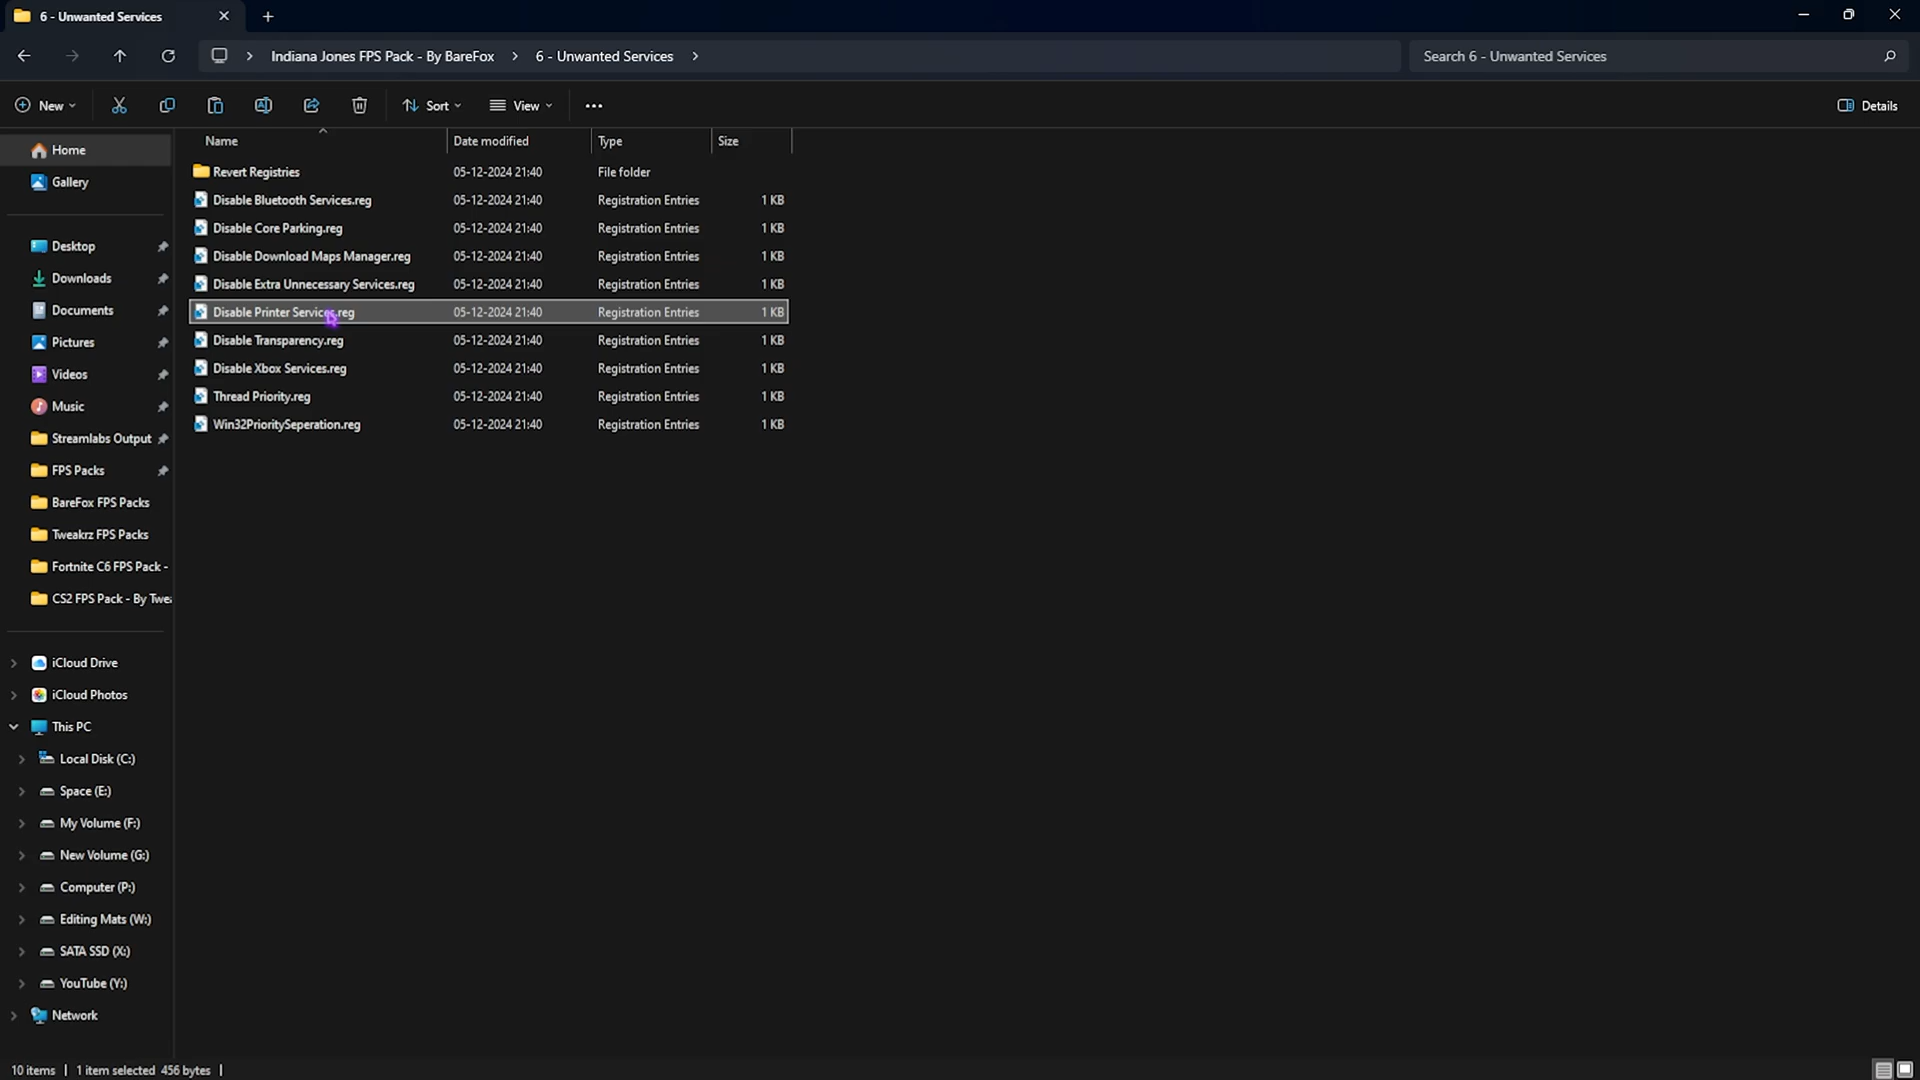 6 - Unwanted Services
Indiana Jones FPS Pack - By BareFox
6 - Unwanted Services
Search 6 - Unwanted Services
New
Sort
View
Details
Name
Date modified
Type
Size
Home
Gallery
Desktop
Downloads
Documents
Pictures
Videos
Music
Streamlabs Output
FPS Packs
BareFox FPS Packs
Tweakrz FPS Packs
Fortnite C6 FPS Pack -
CS2 FPS Pack - By Twea
iCloud Drive
iCloud Photos
This PC
Local Disk (C:)
Space (E:)
My Volume (F:)
New Volume (G:)
Computer (P:)
Editing Mats (W:)
SATA SSD (X:)
YouTube (Y:)
Network
Revert Registries 05-12-2024 21:40 File folder
Disable Bluetooth Services.reg 05-12-2024 21:40 Registration Entries 1 KB
Disable Core Parking.reg 05-12-2024 21:40 Registration Entries 1 KB
Disable Download Maps Manager.reg 05-12-2024 21:40 Registration Entries 1 KB
Disable Extra Unnecessary Services.reg 05-12-2024 21:40 Registration Entries 1 KB
Disable Printer Services.reg 05-12-2024 21:40 Registration Entries 1 KB
Disable Transparency.reg 05-12-2024 21:40 Registration Entries 1 KB
Disable Xbox Services.reg 05-12-2024 21:40 Registration Entries 1 KB
Thread Priority.reg 05-12-2024 21:40 Registration Entries 1 KB
Win32PrioritySeperation.reg 05-12-2024 21:40 Registration Entries 1 KB
10 items 1 item selected 456 bytes